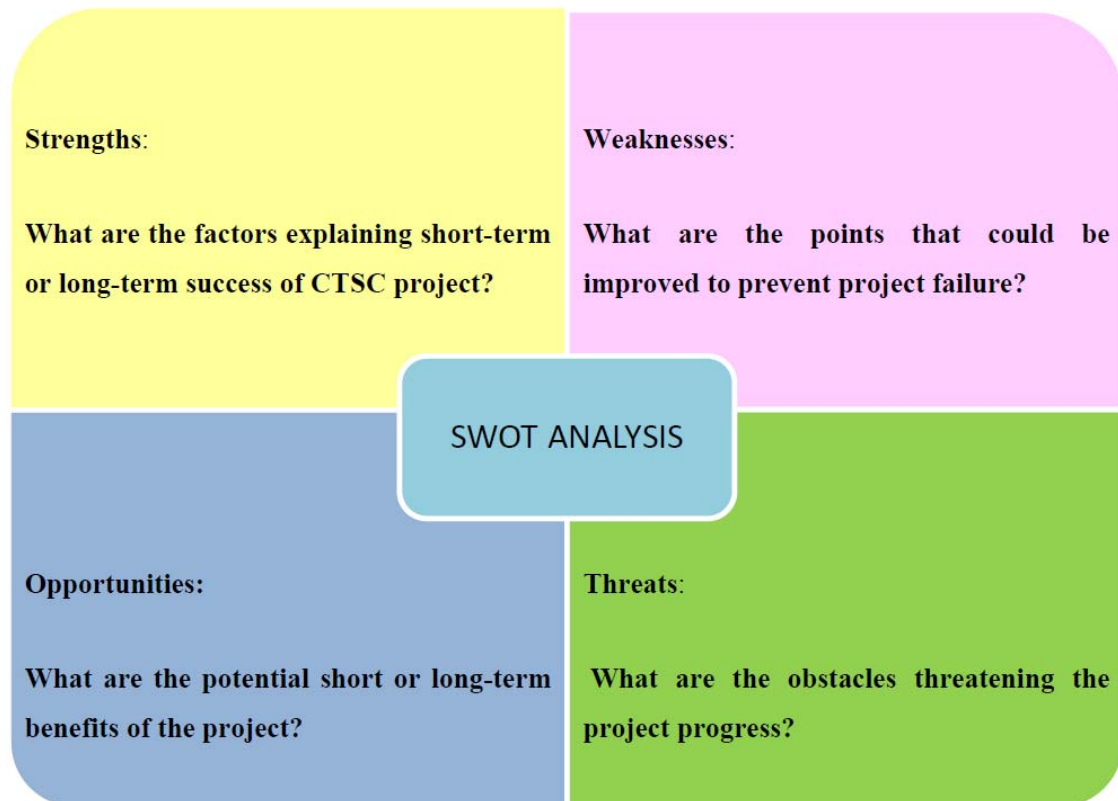 Strengths:
What are the factors explaining short-term
or long-term success of CTSC project?
Weaknesses:
What are the points that could be
improved to prevent project failure?
SWOT ANALYSIS
Opportunities:
What are the potential short or long-term
benefits of the project?
Threats:
What are the obstacles threatening the
project progress?